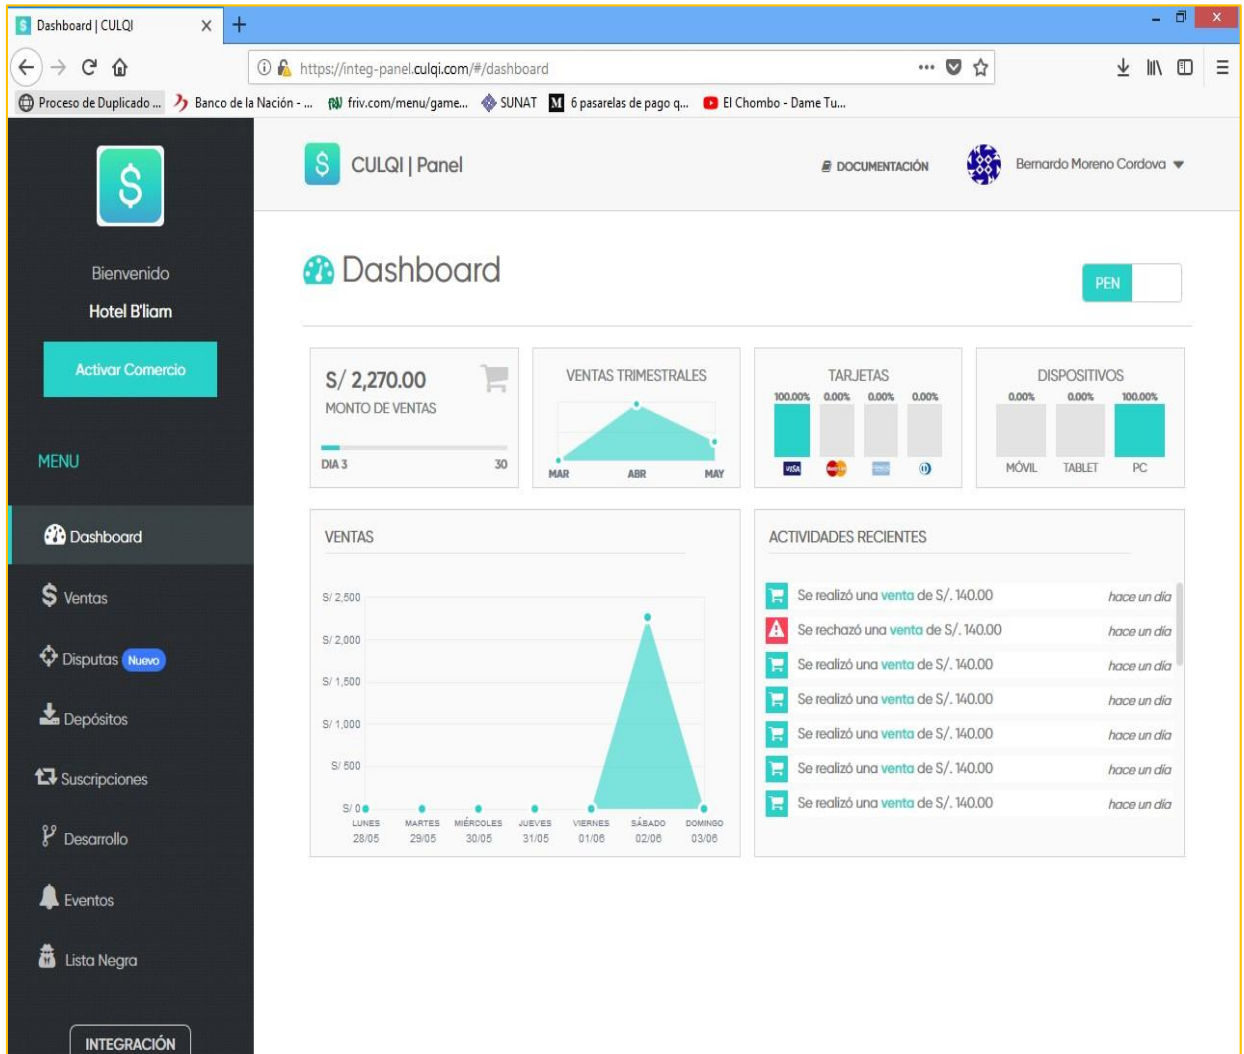 Dashboard | CULQI
https://integ-panel.culqi.com/#/dashboard
Proceso de Duplicado ... Banco de la Nación - ... friv.com/menu/game... SUNAT M 6 pasarelas de pago q... El Chombo - Dame Tu...
$ CULQI | Panel DOCUMENTACIÓN Bernardo Moreno Cordova
$
Bienvenido
Hotel B'liam
Activar Comercio
MENU
Dashboard
Ventas
Disputas Nuevo
Depósitos
Suscripciones
Desarrollo
Eventos
Lista Negra
INTEGRACIÓN
Dashboard
PEN
S/ 2,270.00
MONTO DE VENTAS
DIA 3 30
VENTAS TRIMESTRALES
MAR ABR MAY
TARJETAS
100.00% 0.00% 0.00% 0.00%
VISA
DISPOSITIVOS
0.00% 0.00% 100.00%
MÓVIL TABLET PC
VENTAS
S/ 2,500
S/ 2,000
S/ 1,500
S/ 1,000
S/ 500
S/ 0
LUNES MARTES MIÉRCOLES JUEVES VIERNES SÁBADO DOMINGO
28/05 29/05 30/05 31/05 01/06 02/06 03/06
ACTIVIDADES RECIENTES
Se realizó una venta de S/. 140.00 hace un día
Se rechazó una venta de S/. 140.00 hace un día
Se realizó una venta de S/. 140.00 hace un día
Se realizó una venta de S/. 140.00 hace un día
Se realizó una venta de S/. 140.00 hace un día
Se realizó una venta de S/. 140.00 hace un día
Se realizó una venta de S/. 140.00 hace un día